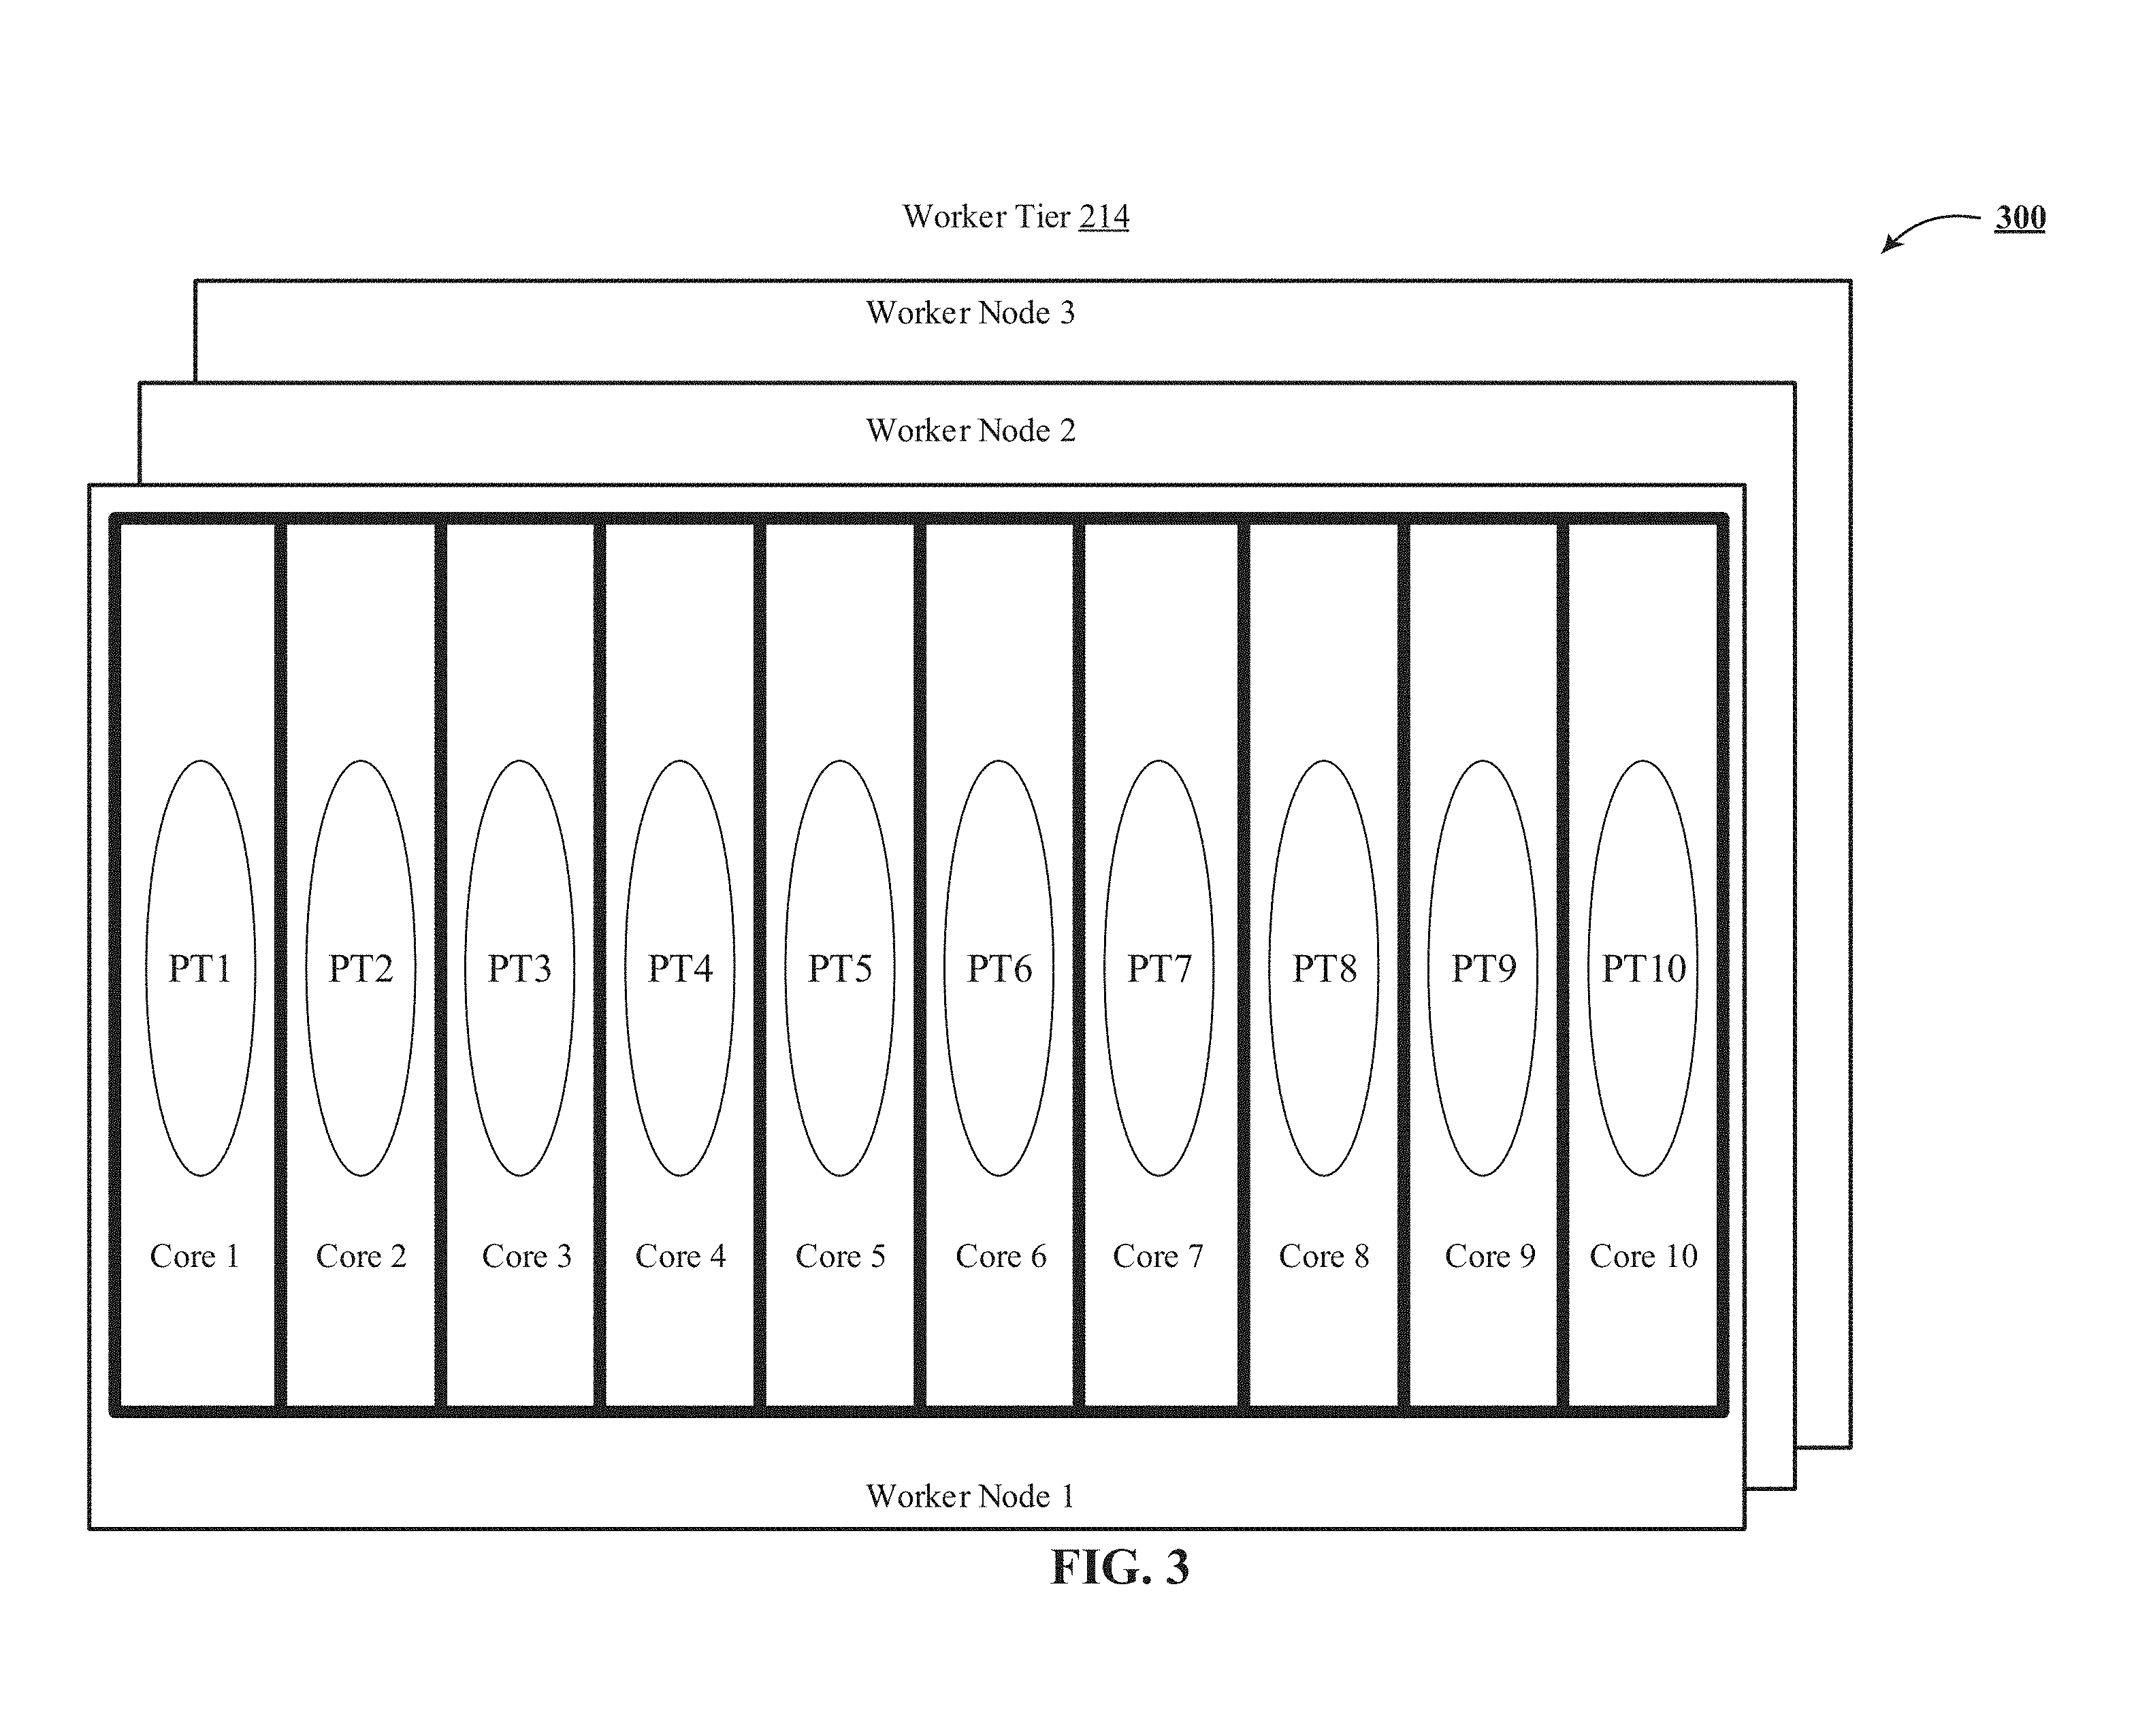 Worker Tier 214
300
Worker Node 3
Worker Node 2
PT1 PT2 PT3 PT4 PT5 PT6 PT7 PT8 PT9 PT10
Core 1 Core 2 Core 3 Core 4 Core 5 Core 6 Core 7 Core 8 Core 9 Core 10
Worker Node 1
FIG. 3